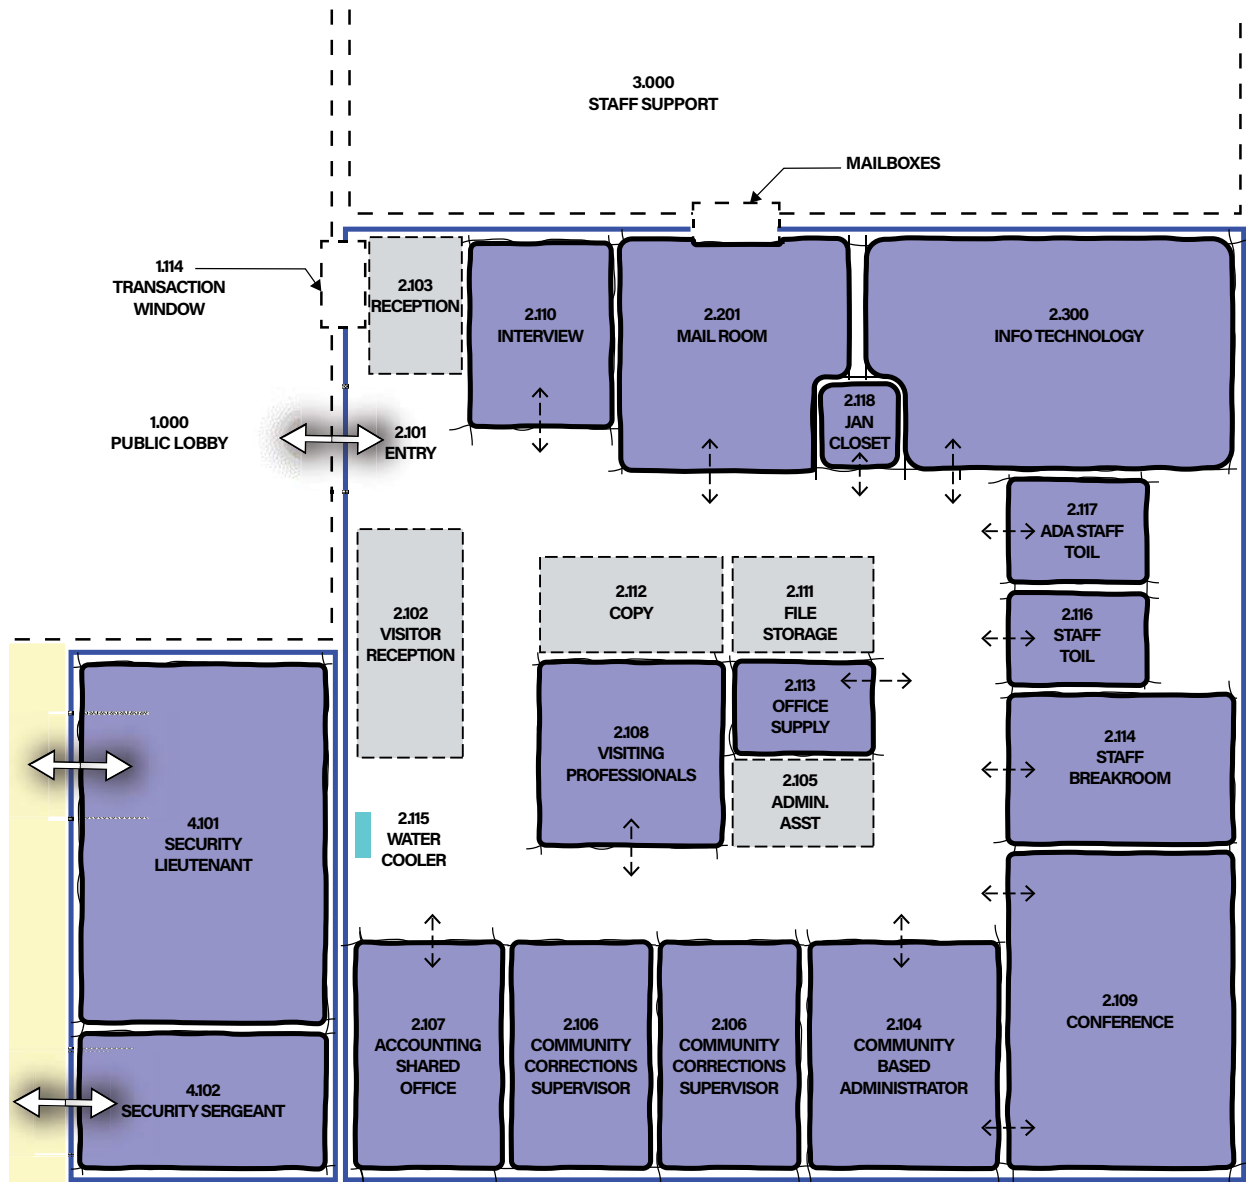 3.000
STAFF SUPPORT
MAILBOXES
1.114
TRANSACTION
WINDOW
2.103
RECEPTION
2.110
INTERVIEW
2.201
MAIL ROOM
2.300
INFO TECHNOLOGY
2.118
JAN
CLOSET
1.000
PUBLIC LOBBY
2.101
ENTRY
2.117
ADA STAFF
TOIL
2.112
COPY
2.111
FILE
STORAGE
2.102
VISITOR
RECEPTION
2.116
STAFF
TOIL
2.113
OFFICE
SUPPLY
2.108
VISITING
PROFESSIONALS
2.114
STAFF
BREAKROOM
2.105
ADMIN.
ASST
2.115
WATER
COOLER
4.101
SECURITY
LIEUTENANT
2.109
CONFERENCE
2.107
ACCOUNTING
SHARED
OFFICE
2.106
COMMUNITY
CORRECTIONS
SUPERVISOR
2.106
COMMUNITY
CORRECTIONS
SUPERVISOR
2.104
COMMUNITY
BASED
ADMINISTRATOR
4.102
SECURITY SERGEANT